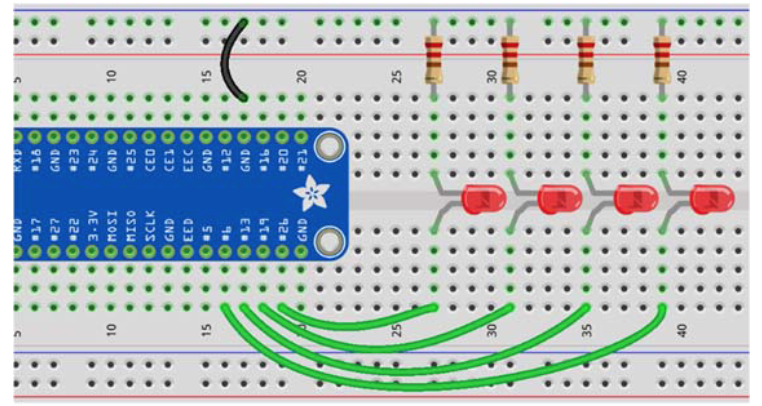 5 10 15 20 25 30 35 40
RXD #18 GND #23 #24 GND #25 CE0 CE1 EEC GND #12 GND #16 #20 #21
GND #17 #27 #22 3.3V MOSI MISO SCLK GND EED #5 #6 #13 #19 #26 GND
5 10 15 20 25 30 35 40